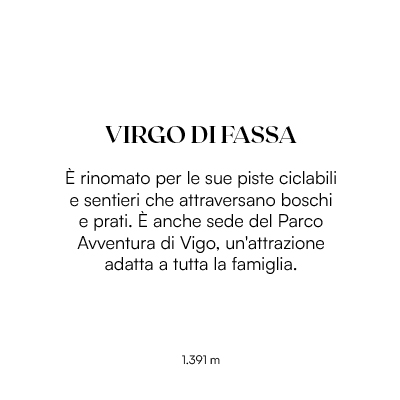 VIRGO DI FASSA
È rinomato per le sue piste ciclabili
e sentieri che attraversano boschi
e prati. È anche sede del Parco
Avventura di Vigo, un'attrazione
adatta a tutta la famiglia.
1.391 m